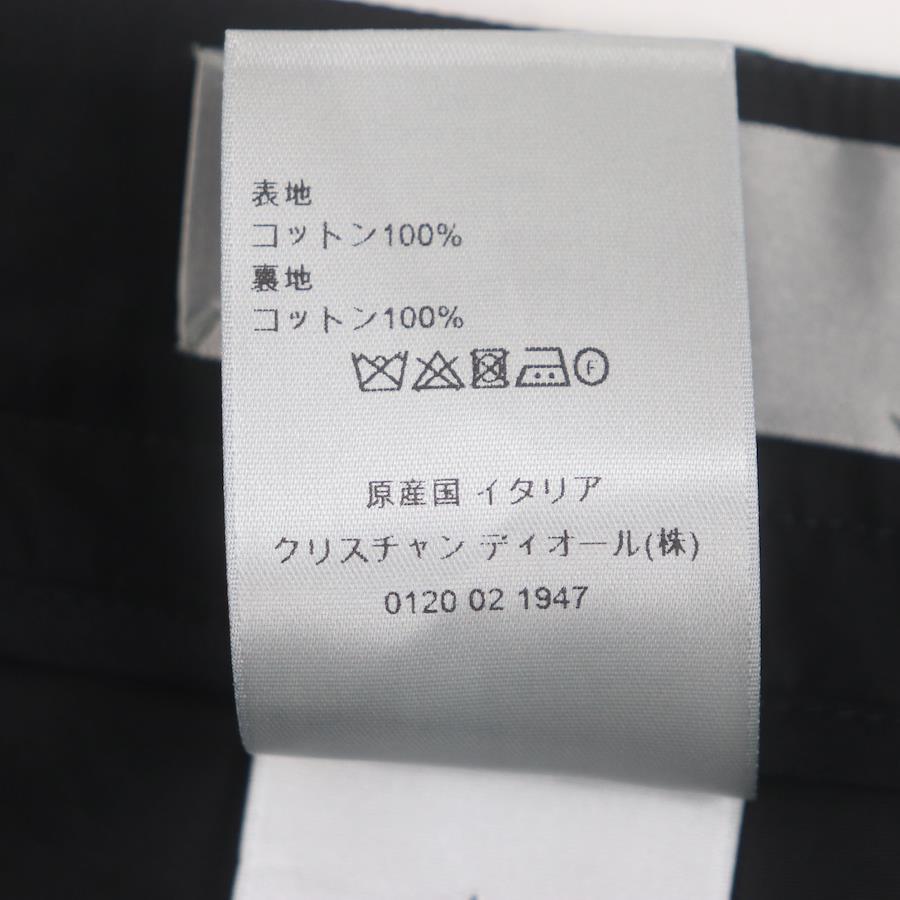 表地
コットン100%
裏地
コットン100%
F
原産国 イタリア
クリスチャン ディオール(株)
0120 02 1947